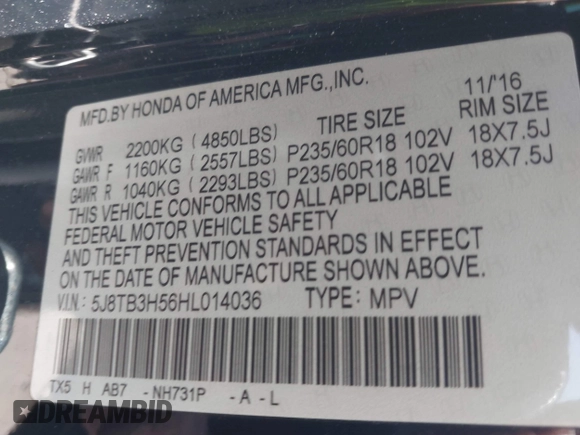 MFD.BY HONDA OF AMERICA MFG.,INC. 11/'16
GVWR 2200KG (4850LBS) TIRE SIZE RIM SIZE
GAWR F 1160KG (2557LBS) P235/60R18 102V 18X7.5J
GAWR R 1040KG (2293LBS) P235/60R18 102V 18X7.5J
THIS VEHICLE CONFORMS TO ALL APPLICABLE
FEDERAL MOTOR VEHICLE SAFETY
AND THEFT PREVENTION STANDARDS IN EFFECT
ON THE DATE OF MANUFACTURE SHOWN ABOVE.
V.I.N.: 5J8TB3H56HL014036 TYPE: MPV
TX5 H AB7 -NH731P -A-L
DREAMBID